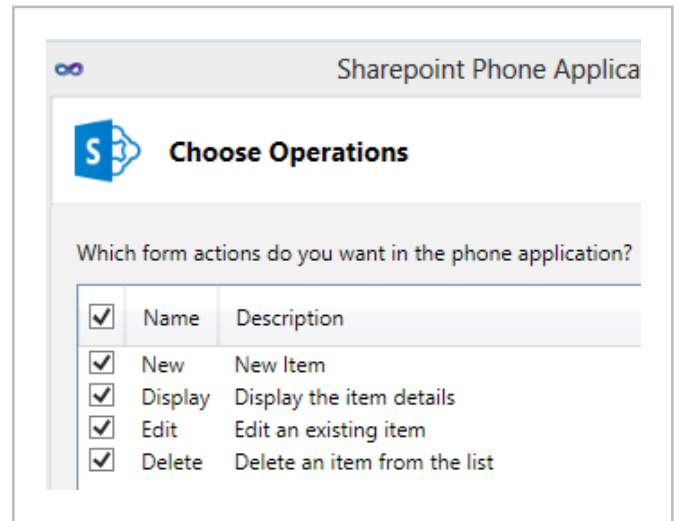 Sharepoint Phone Applica
S
Choose Operations
Which form actions do you want in the phone application?
Name Description
New New Item
Display Display the item details
Edit Edit an existing item
Delete Delete an item from the list